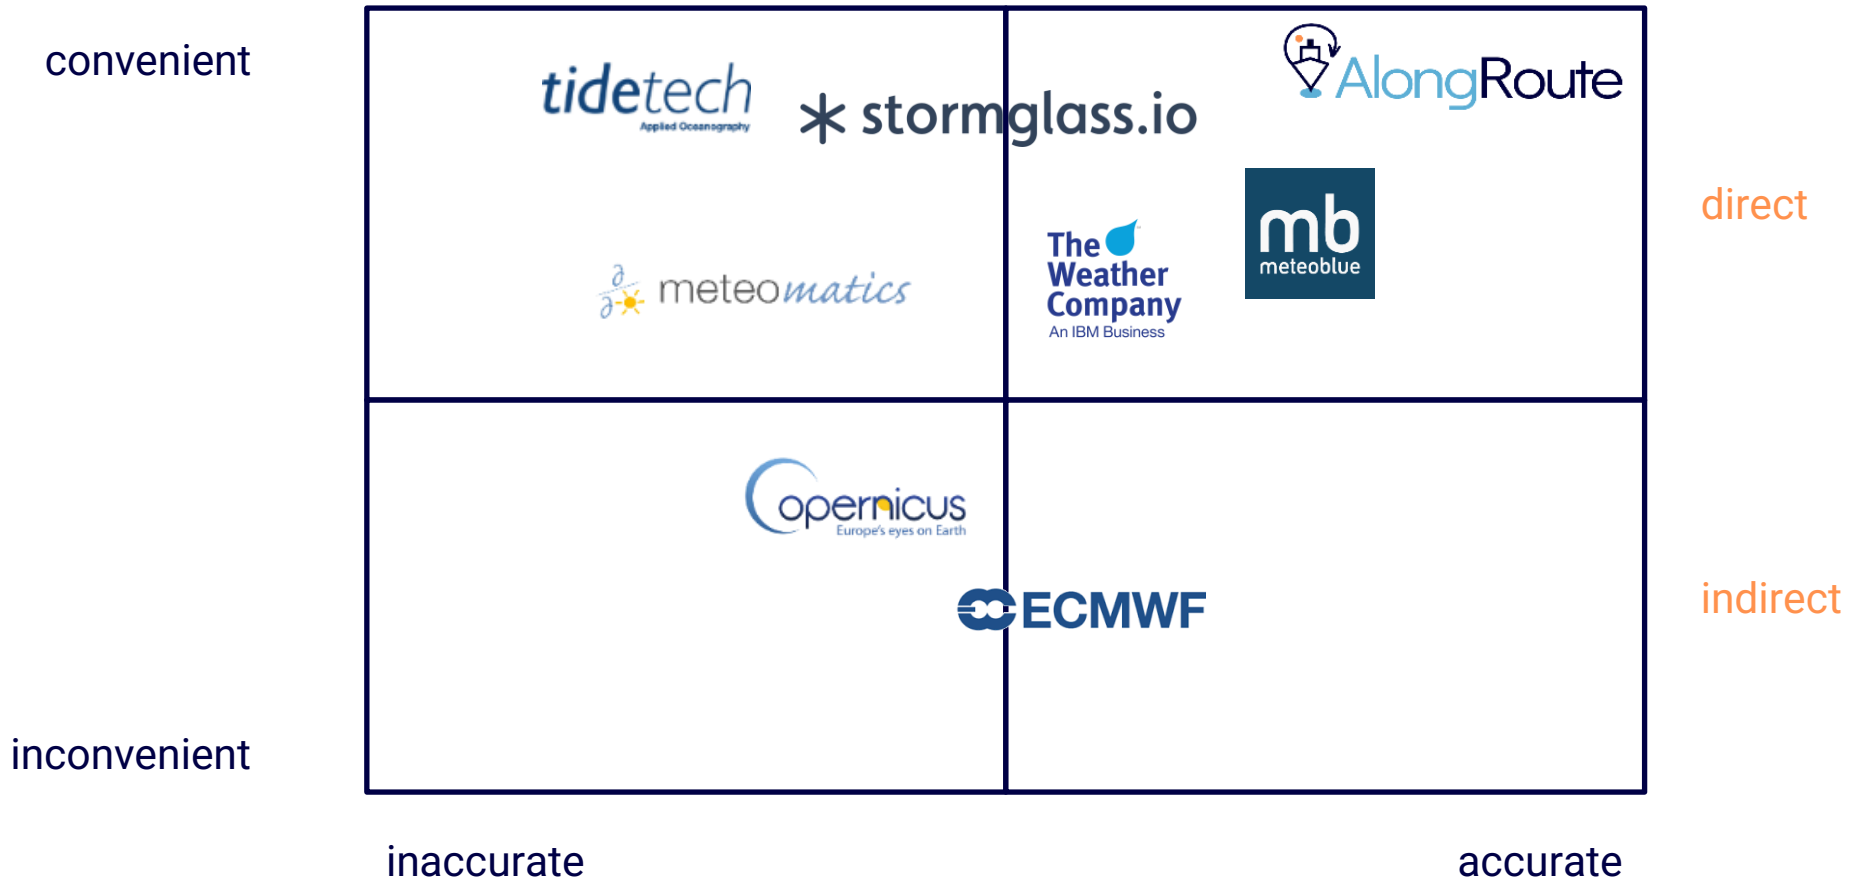 convenient
tidetech
Applied Oceanography
stormglass.io
AlongRoute
direct
mb
meteoblue
The
Weather
Company
An IBM Business
meteomatics
Copernicus
Europe's eyes on Earth
ECMWF
indirect
inconvenient
inaccurate
accurate